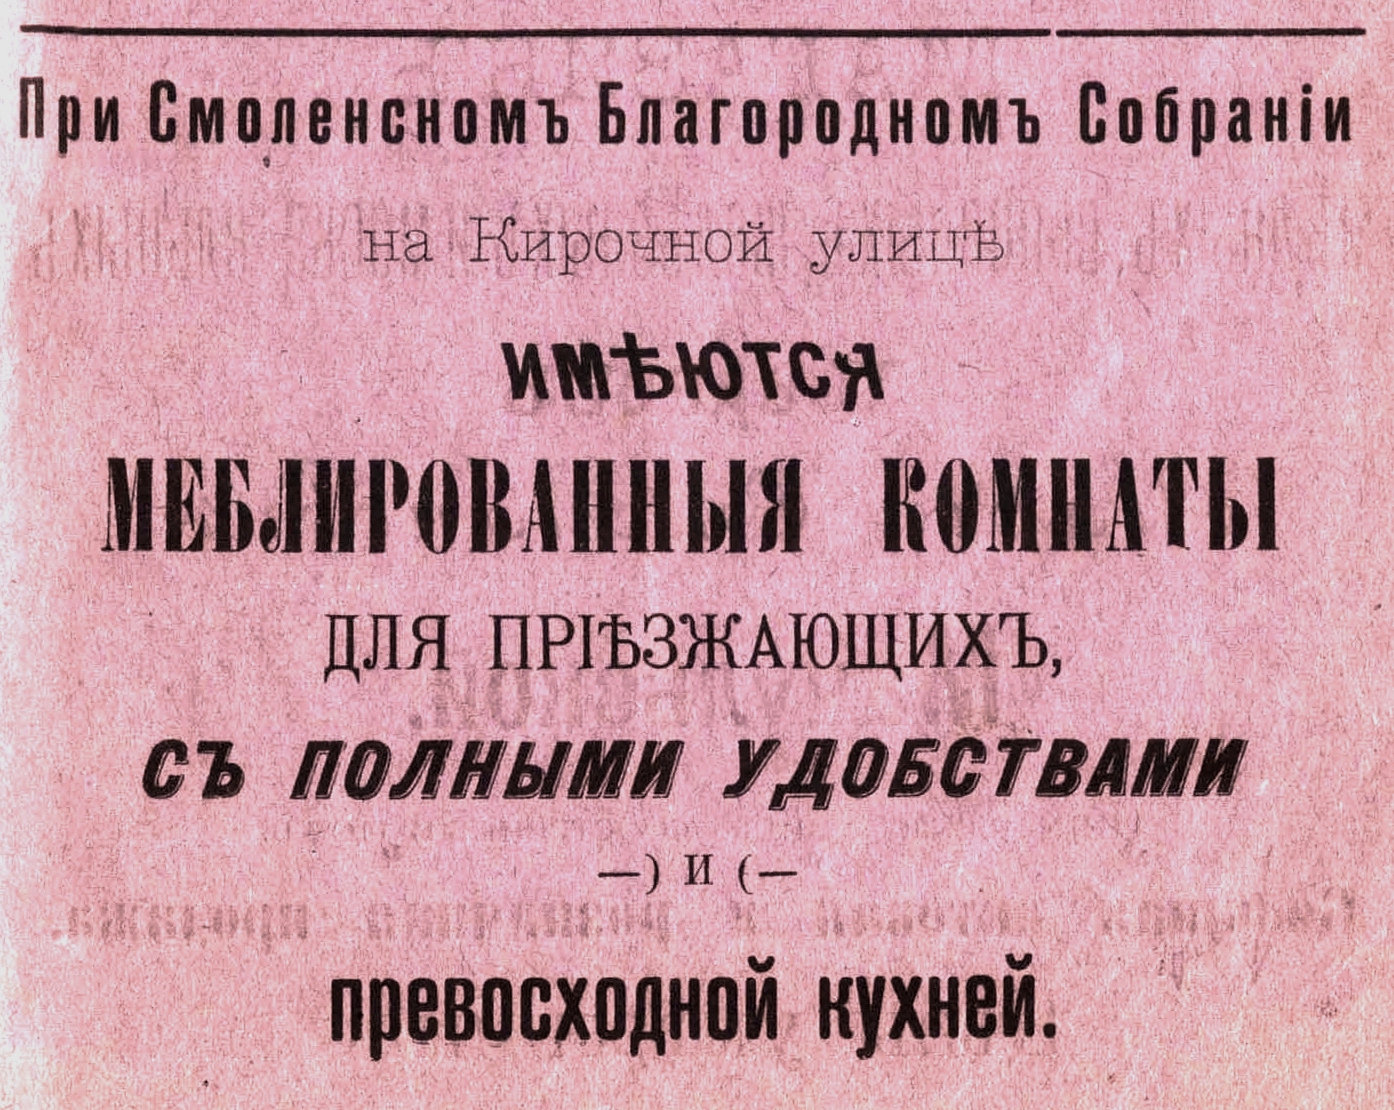 При Смоленскомъ Благородномъ Собраніи
на Кирочной улицѣ
ИМѢЮТСЯ
МЕБЛИРОВАННЫЯ КОМНАТЫ
ДЛЯ ПРІѢЗЖАЮЩИХЪ,
СЪ ПОЛНЫМИ УДОБСТВАМИ
—) и (—
превосходной кухней.